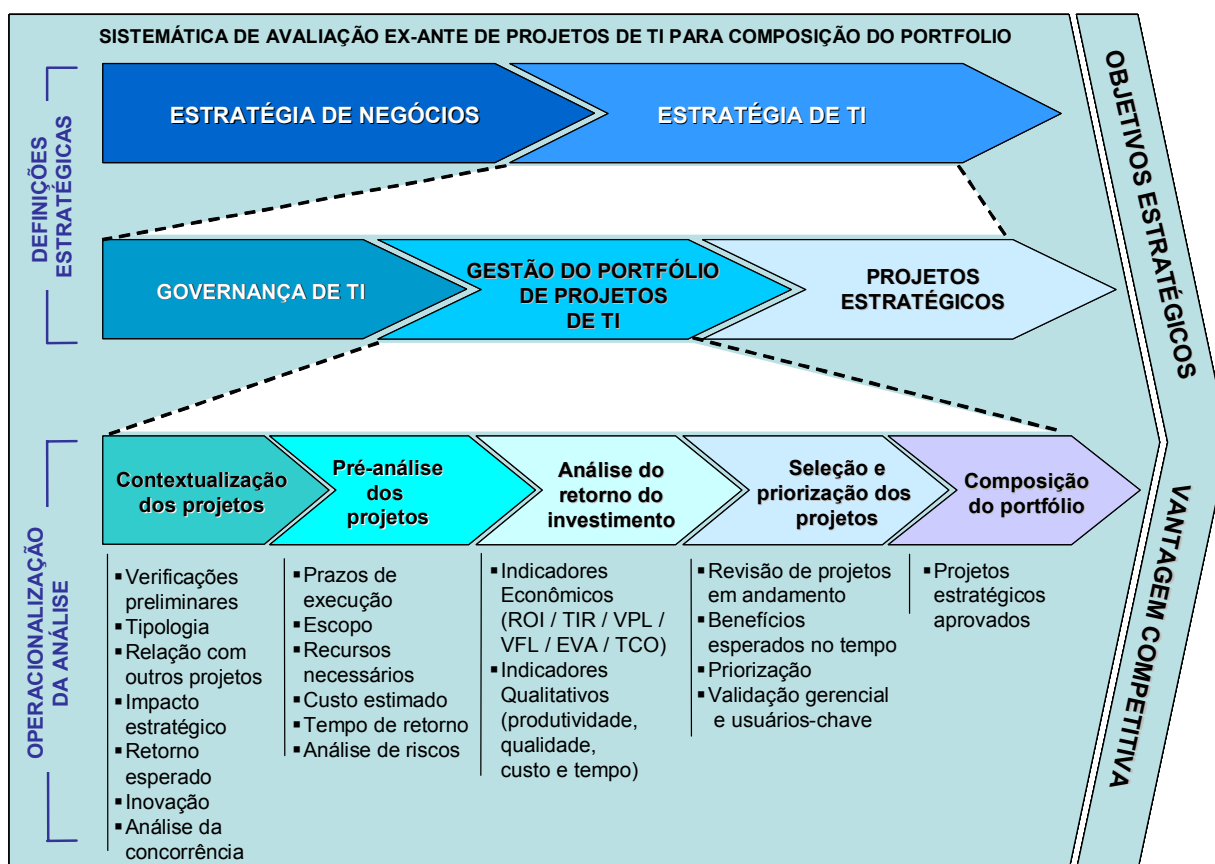 SISTEMÁTICA DE AVALIAÇÃO EX-ANTE DE PROJETOS DE TI PARA COMPOSIÇÃO DO PORTFOLIO
DEFINIÇÕES
ESTRATÉGICAS
ESTRATÉGIA DE NEGÓCIOS
ESTRATÉGIA DE TI
GOVERNANÇA DE TI
GESTÃO DO PORTFÓLIO
DE PROJETOS
DE TI
PROJETOS
ESTRATÉGICOS
OPERACIONALIZAÇÃO
DA ANÁLISE
Contextualização
dos projetos
Pré-análise
dos
projetos
Análise do
retorno do
investimento
Seleção e
priorização dos
projetos
Composição
do portfólio
▪Verificações
preliminares
▪Tipologia
▪Relação com
outros projetos
▪Impacto
estratégico
▪Retorno
esperado
▪Inovação
▪Análise da
concorrência
▪Prazos de
execução
▪Escopo
▪Recursos
necessários
▪Custo estimado
▪Tempo de retorno
▪Análise de riscos
▪Indicadores
Econômicos
(ROI / TIR / VPL /
VFL / EVA / TCO)
▪Indicadores
Qualitativos
(produtividade,
qualidade,
custo e tempo)
▪Revisão de projetos
em andamento
▪Benefícios
esperados no tempo
▪Priorização
▪Validação gerencial
e usuários-chave
▪Projetos
estratégicos
aprovados
OBJETIVOS ESTRATÉGICOS
VANTAGEM COMPETITIVA